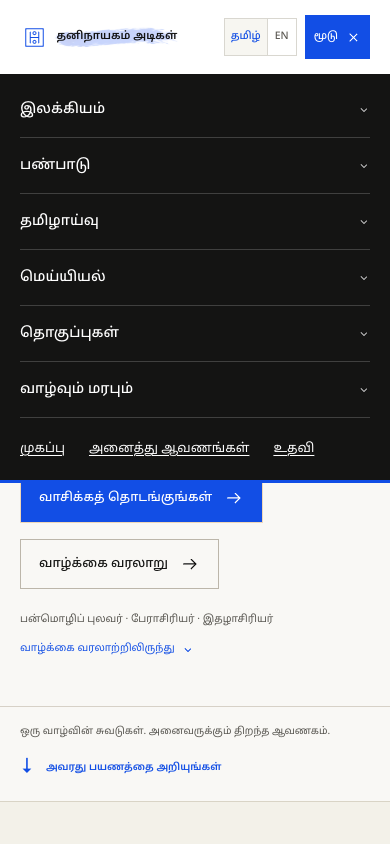 தனிநாயகம் அடிகள்
தமிழ் EN மூடு
இலக்கியம்
பண்பாடு
தமிழாய்வு
மெய்யியல்
தொகுப்புகள்
வாழ்வும் மரபும்
முகப்பு அனைத்து ஆவணங்கள் உதவி
வாசிக்கத் தொடங்குங்கள்
வாழ்க்கை வரலாறு
பன்மொழிப் புலவர் · பேராசிரியர் · இதழாசிரியர்
வாழ்க்கை வரலாற்றிலிருந்து
ஒரு வாழ்வின் சுவடுகள். அனைவருக்கும் திறந்த ஆவணகம்.
அவரது பயணத்தை அறியுங்கள்